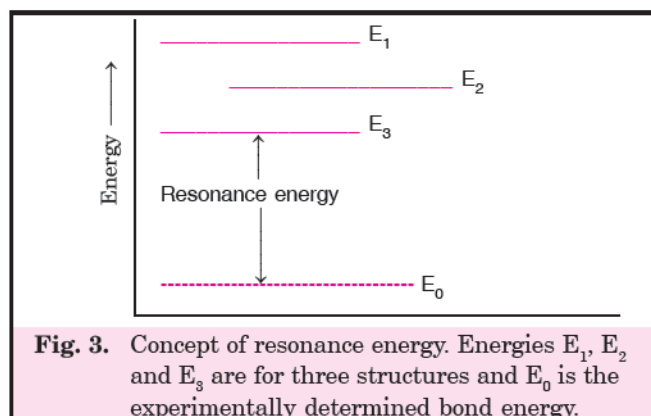 E₁
E₂
E₃
Energy
Resonance energy
E₀
Fig. 3. Concept of resonance energy. Energies E₁, E₂
and E₃ are for three structures and E₀ is the
experimentally determined bond energy.